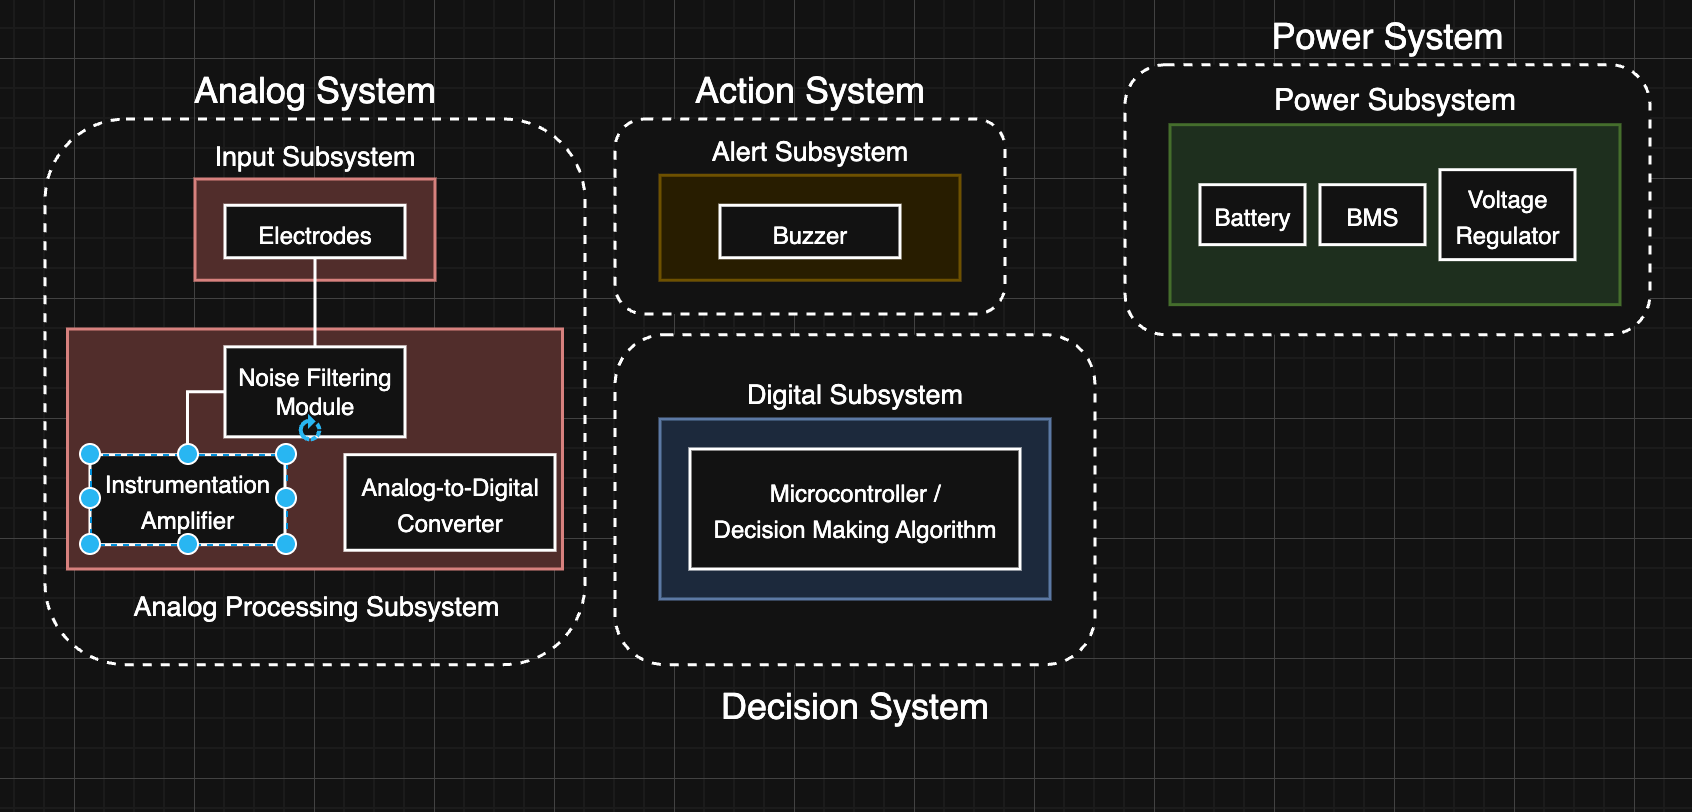 Analog System
Input Subsystem
Electrodes
Noise Filtering
Module
Instrumentation
Amplifier
Analog-to-Digital
Converter
Analog Processing Subsystem
Action System
Alert Subsystem
Buzzer
Digital Subsystem
Microcontroller /
Decision Making Algorithm
Decision System
Power System
Power Subsystem
Battery
BMS
Voltage
Regulator